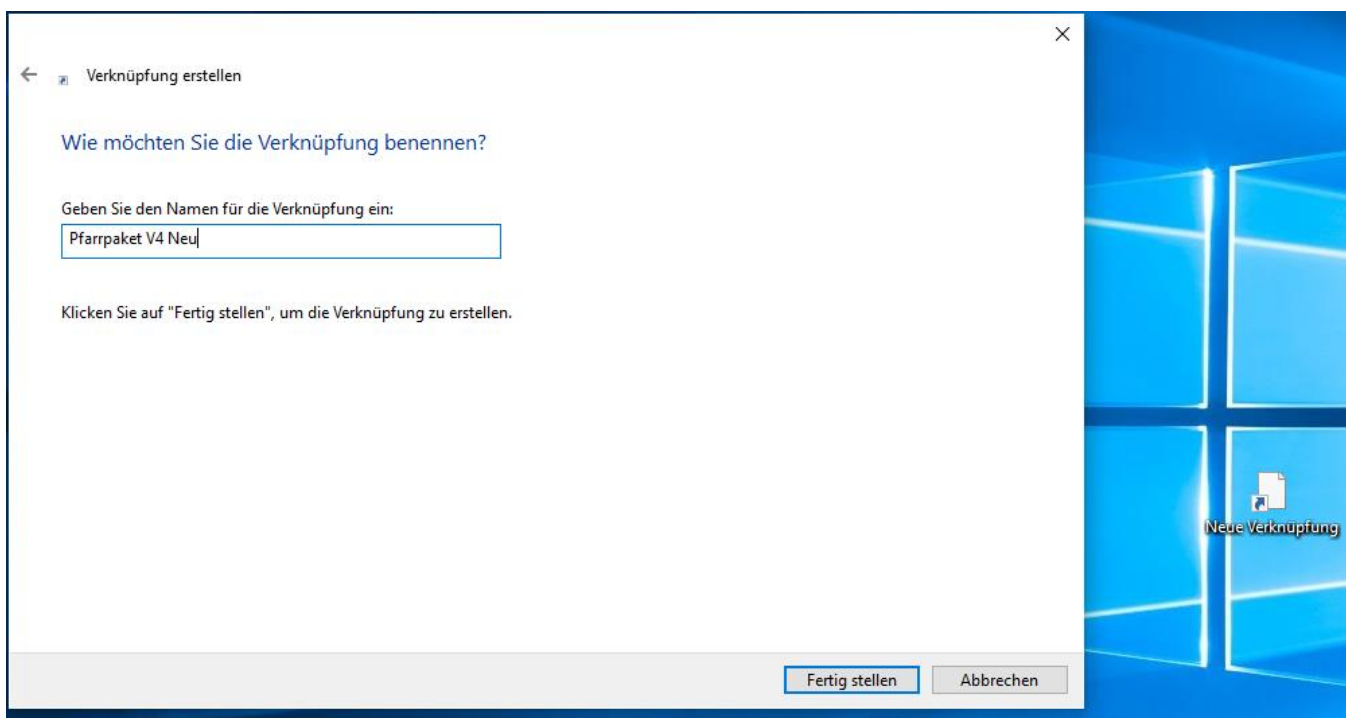 Verknüpfung erstellen
Wie möchten Sie die Verknüpfung benennen?
Geben Sie den Namen für die Verknüpfung ein:
Pfarrpaket V4 Neu
Klicken Sie auf "Fertig stellen", um die Verknüpfung zu erstellen.
Neue Verknüpfung
Fertig stellen Abbrechen